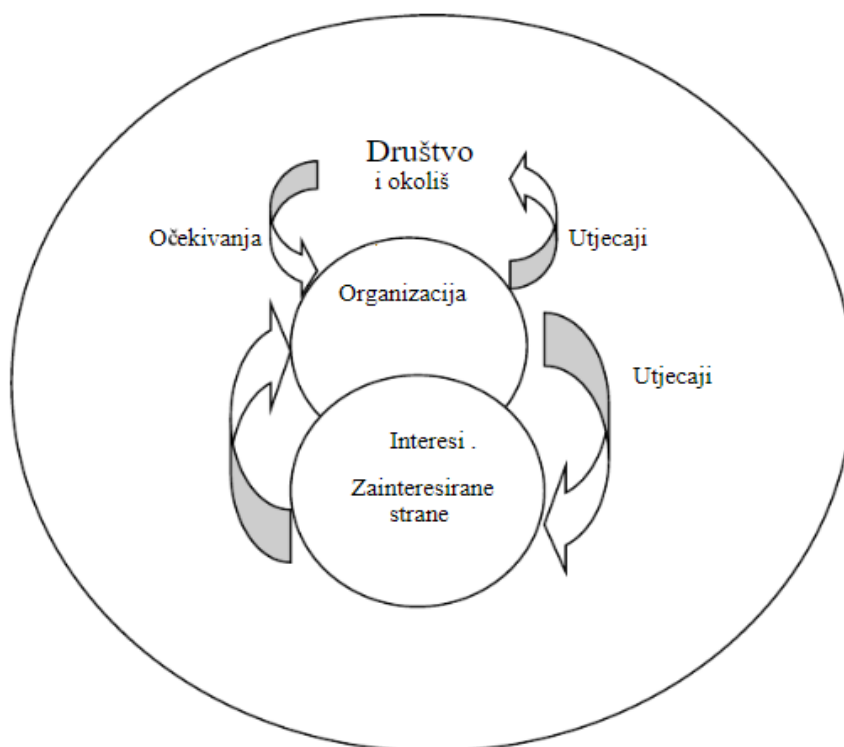 Društvo
i okoliš
Očekivanja
Utjecaji
Organizacija
Utjecaji
Interesi .
Zainteresirane
strane